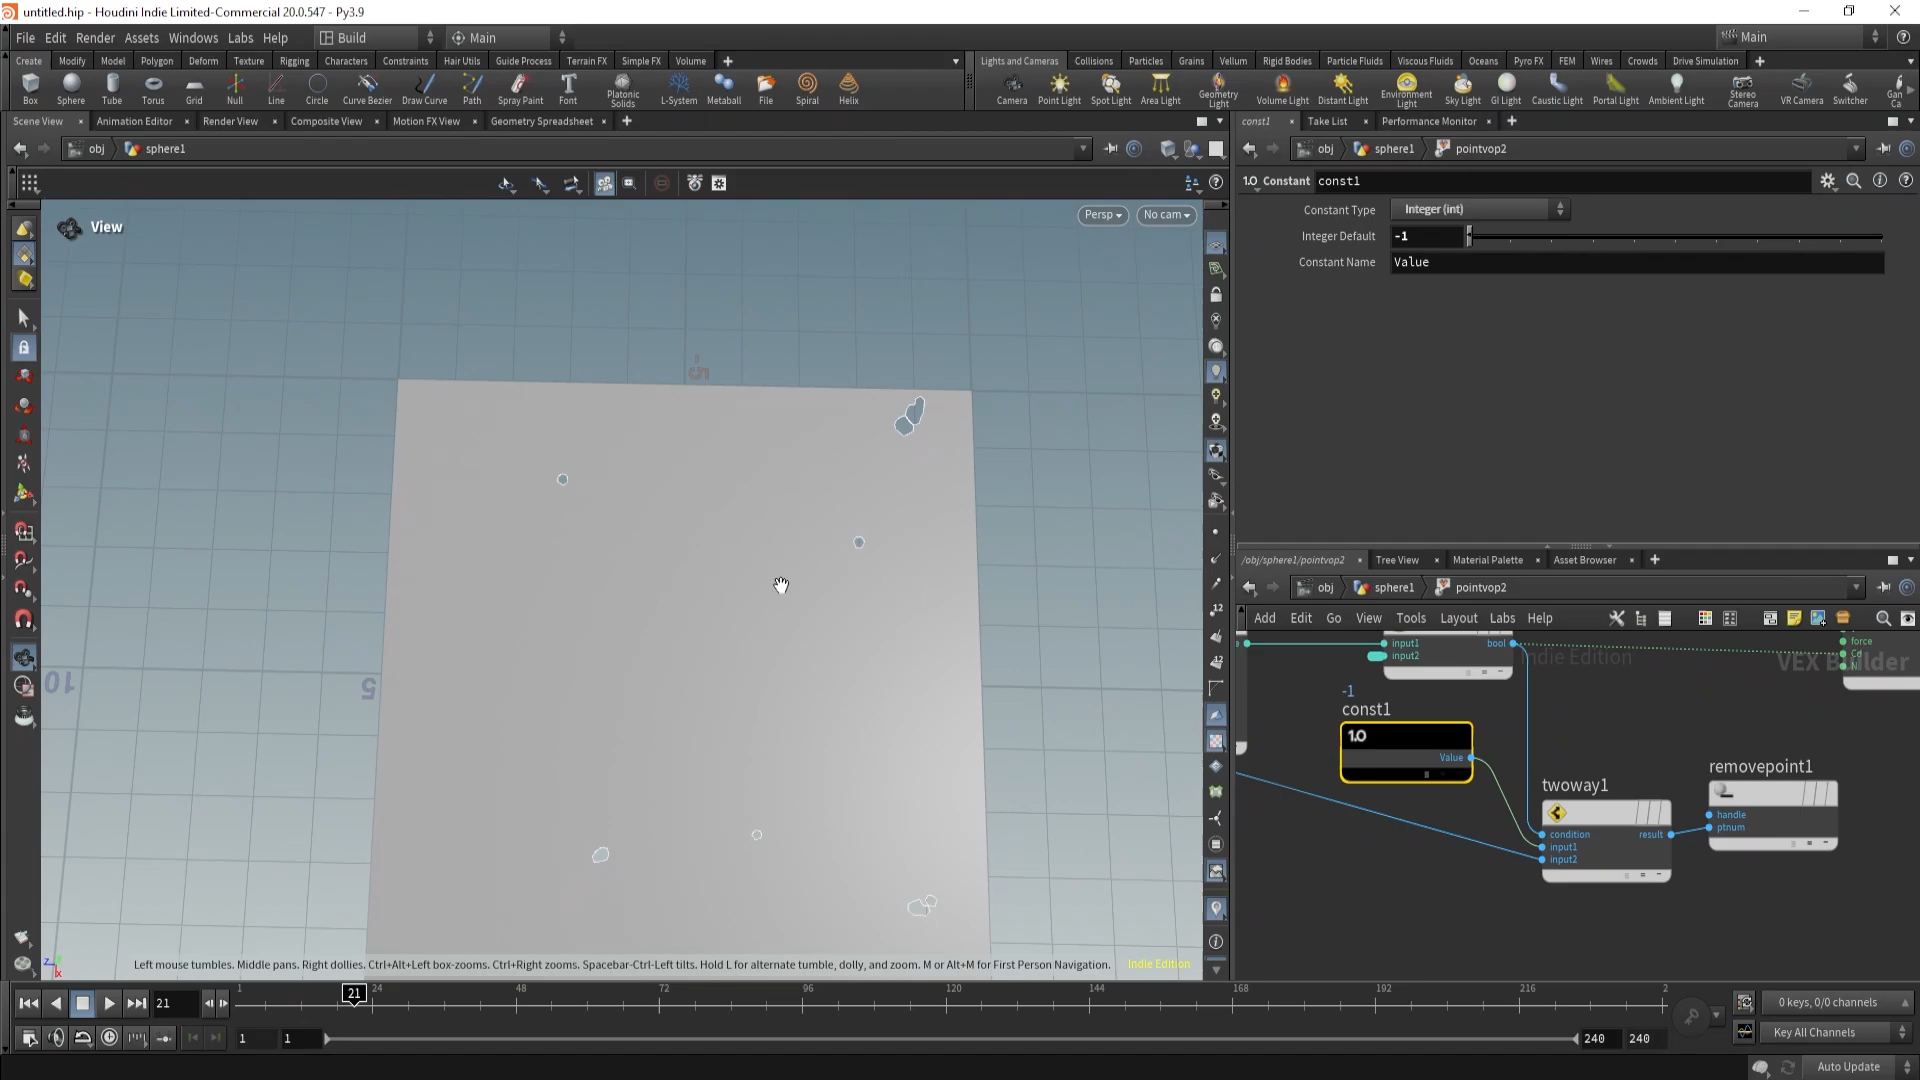 untitled.hip - Houdini Indie Limited-Commercial 20.0.547 - Py3.9
File Edit Render Assets Windows Labs Help Build Main Main
Create Modify Model Polygon Deform Texture Rigging Characters Constraints Hair Utils Guide Process Terrain FX Simple FX Volume
Lights and Cameras Collisions Particles Grains Vellum Rigid Bodies Particle Fluids Viscous Fluids Oceans Pyro FX FEM Wires Crowds Drive Simulation
Box Sphere Tube Torus Grid Null Line Circle Curve Bezier Draw Curve Path Spray Paint Font Platonic Solids L-System Metaball File Spiral Helix
Camera Point Light Spot Light Area Light Geometry Light Volume Light Distant Light Environment Light Sky Light GI Light Caustic Light Portal Light Ambient Light Stereo Camera VR Camera Switcher Gan Ca
Scene View Animation Editor Render View Composite View Motion FX View Geometry Spreadsheet
const1 Take List Performance Monitor
obj sphere1
obj sphere1 pointvop2
1.0 Constant const1
View
Persp No cam
Constant Type Integer (int)
Integer Default -1
Constant Name Value
-5
5
10
12
12
/obj/sphere1/pointvop2 Tree View Material Palette Asset Browser
obj sphere1 pointvop2
Add Edit Go View Tools Layout Labs Help
input1 bool
input2
Indie Edition
VEX Builder
force
Cd
N
-1
const1
1.0
Value
twoway1
condition result
input1
input2
removepoint1
handle
ptnum
Left mouse tumbles. Middle pans. Right dollies. Ctrl+Alt+Left box-zooms. Ctrl+Right zooms. Spacebar-Ctrl-Left tilts. Hold L for alternate tumble, dolly, and zoom. M or Alt+M for First Person Navigation.
Indie Edition
21 1 21 24 48 72 96 120 144 168 192 216 2
0 keys, 0/0 channels
1 1 240 240
Key All Channels
Auto Update